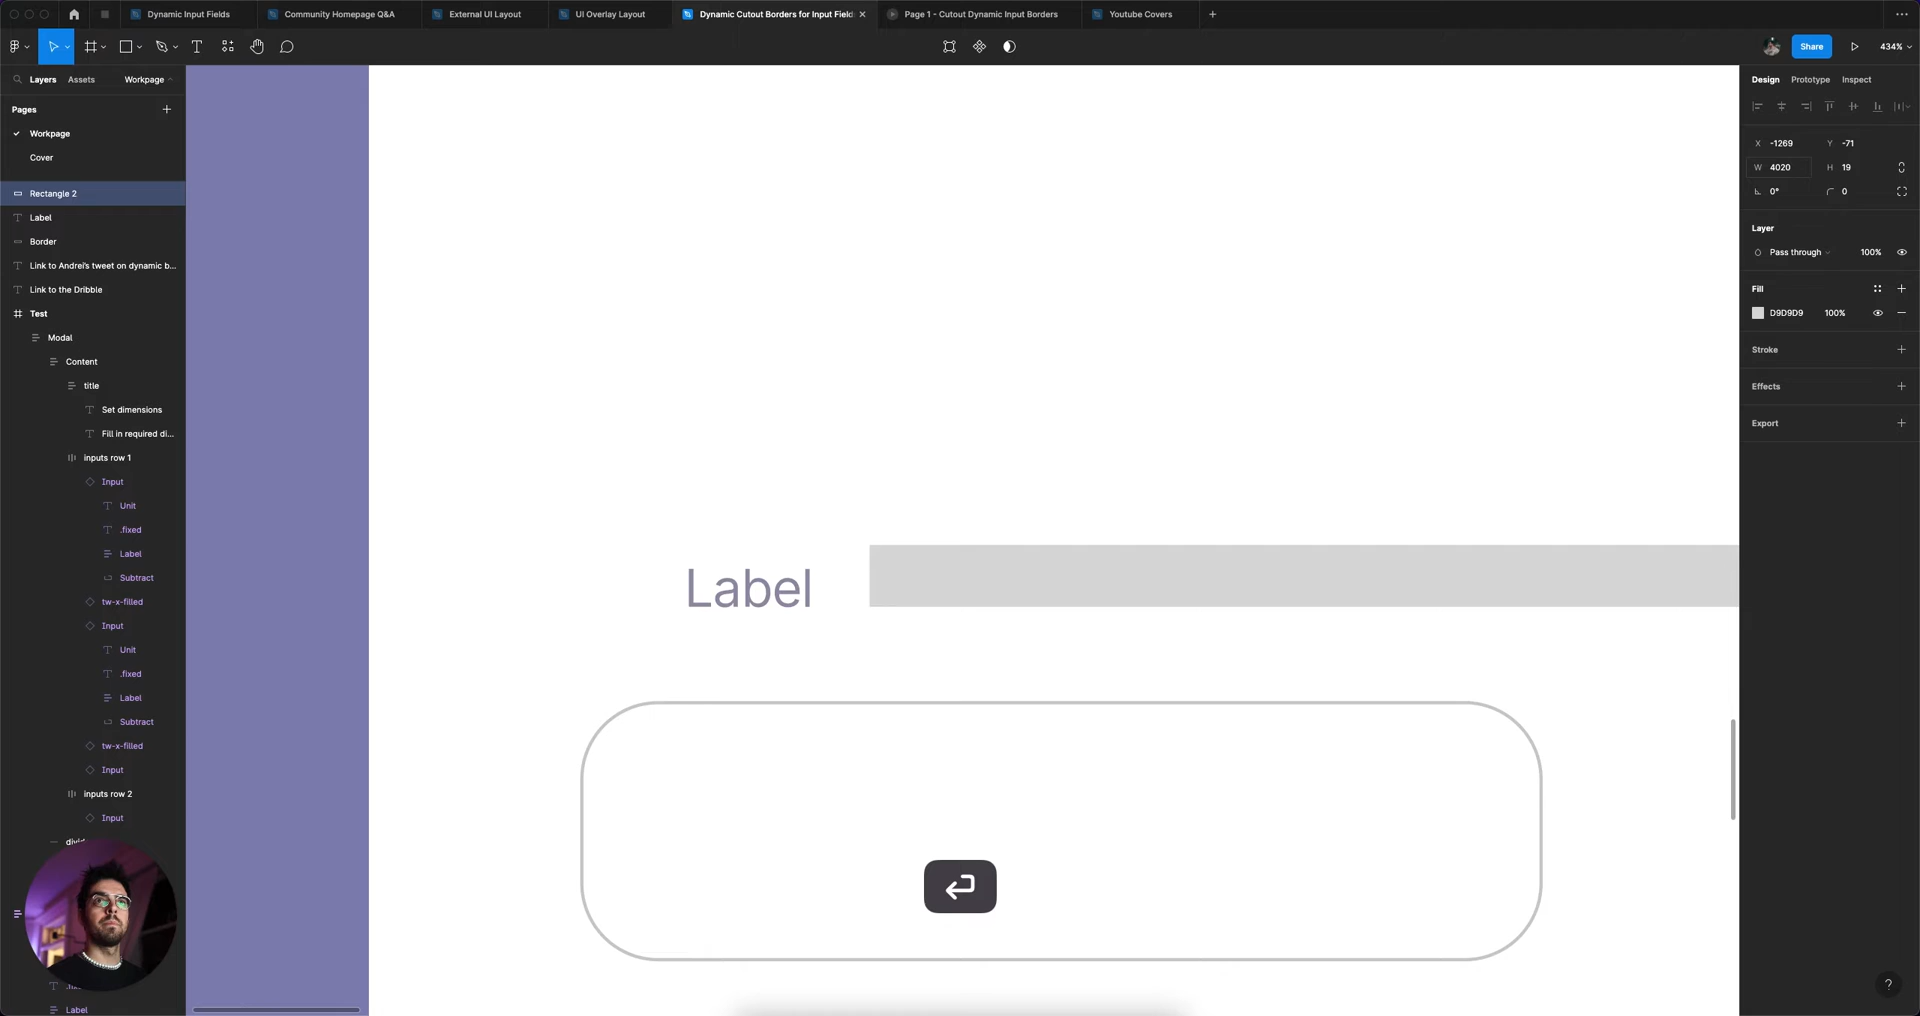 Dynamic Input Fields
Community Homepage Q&A
External UI Layout
UI Overlay Layout
Dynamic Cutout Borders for Input Field
Page 1 - Cutout Dynamic Input Borders
Youtube Covers
Share
434%
Layers
Assets
Workpage
Design
Prototype
Inspect
Pages
Workpage
Cover
Rectangle 2
Label
Border
Link to Andrei's tweet on dynamic b...
Link to the Dribble
Test
Modal
Content
title
Set dimensions
Fill in required di...
inputs row 1
Input
Unit
.fixed
Label
Subtract
tw-x-filled
Input
Unit
.fixed
Label
Subtract
tw-x-filled
Input
inputs row 2
Input
Label
Label
X -1269
Y -71
W 4020
H 19
0°
0
Layer
Pass through
100%
Fill
D9D9D9
100%
Stroke
Effects
Export
?